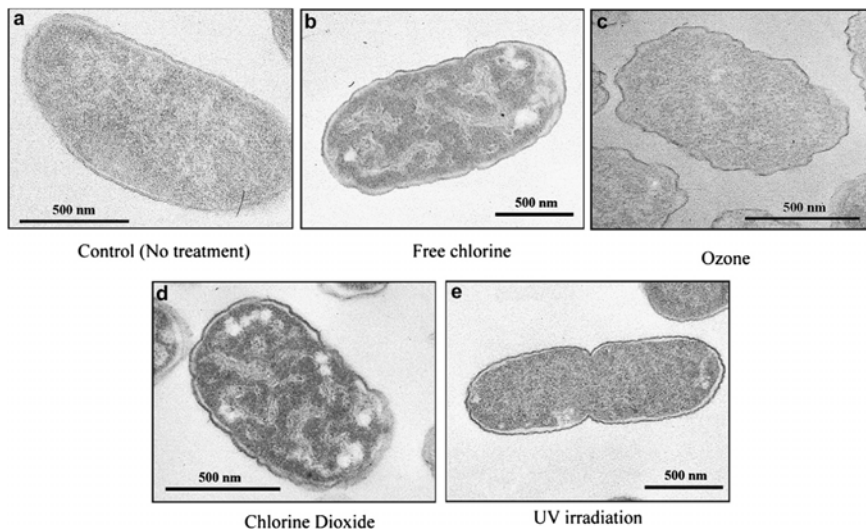 a
500 nm
Control (No treatment)
b
500 nm
Free chlorine
c
500 nm
Ozone
d
500 nm
Chlorine Dioxide
e
500 nm
UV irradiation